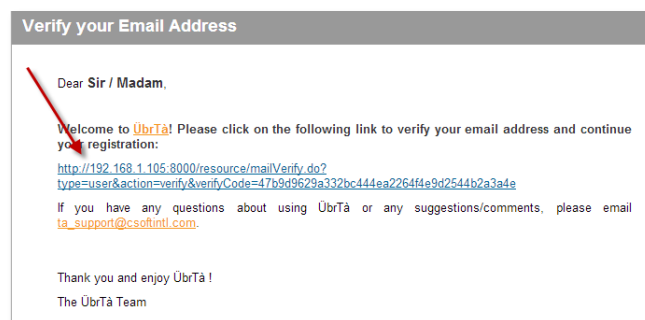 Verify your Email Address
Dear Sir / Madam,
Welcome to ÜbrTà! Please click on the following link to verify your email address and continue
your registration:
http://192.168.1.105:8000/resource/mailVerify.do?
type=user&action=verify&verifyCode=47b9d9629a332bc444ea2264f4e9d2544b2a3a4e
If you have any questions about using ÜbrTà or any suggestions/comments, please email
ta_support@csoftintl.com.
Thank you and enjoy ÜbrTà !
The ÜbrTà Team